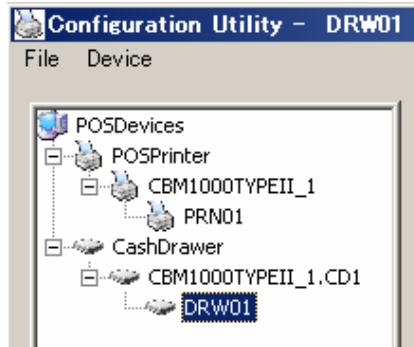 Configuration Utility - DRW01
File Device
POSDevices
POSPrinter
CBM1000TYPEII_1
PRN01
CashDrawer
CBM1000TYPEII_1.CD1
DRW01